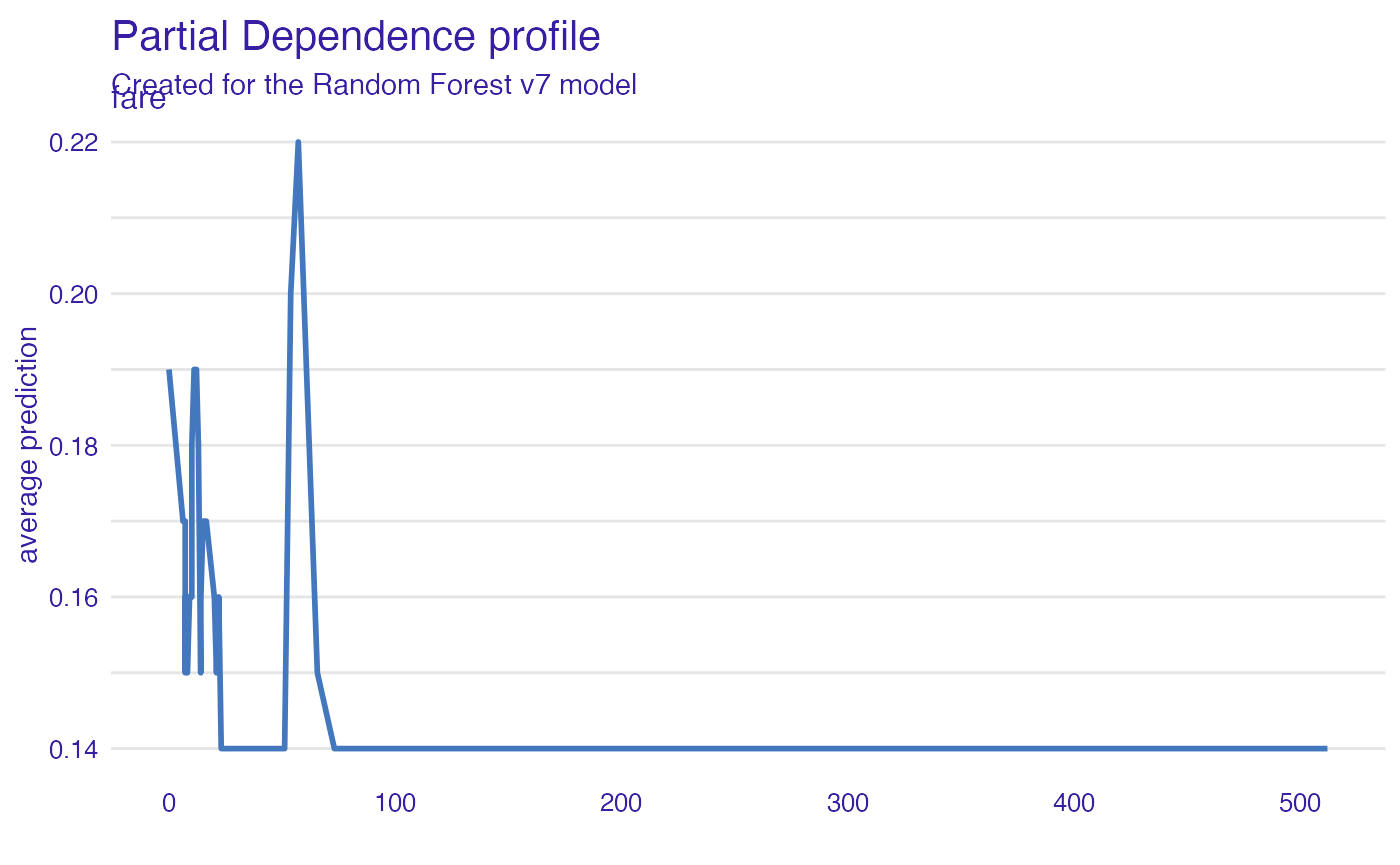 Partial Dependence profile
Created for the Random Forest v7 model
fare
0.22
0.20
0.18
0.16
0.14
average prediction
0
100
200
300
400
500